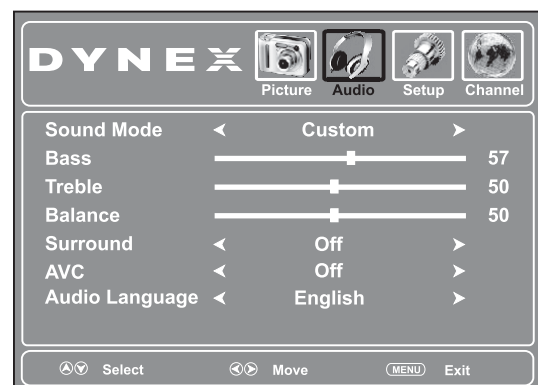 DYNEX
Picture Audio Setup Channel
Sound Mode Custom
Bass 57
Treble 50
Balance 50
Surround Off
AVC Off
Audio Language English
Select Move MENU Exit